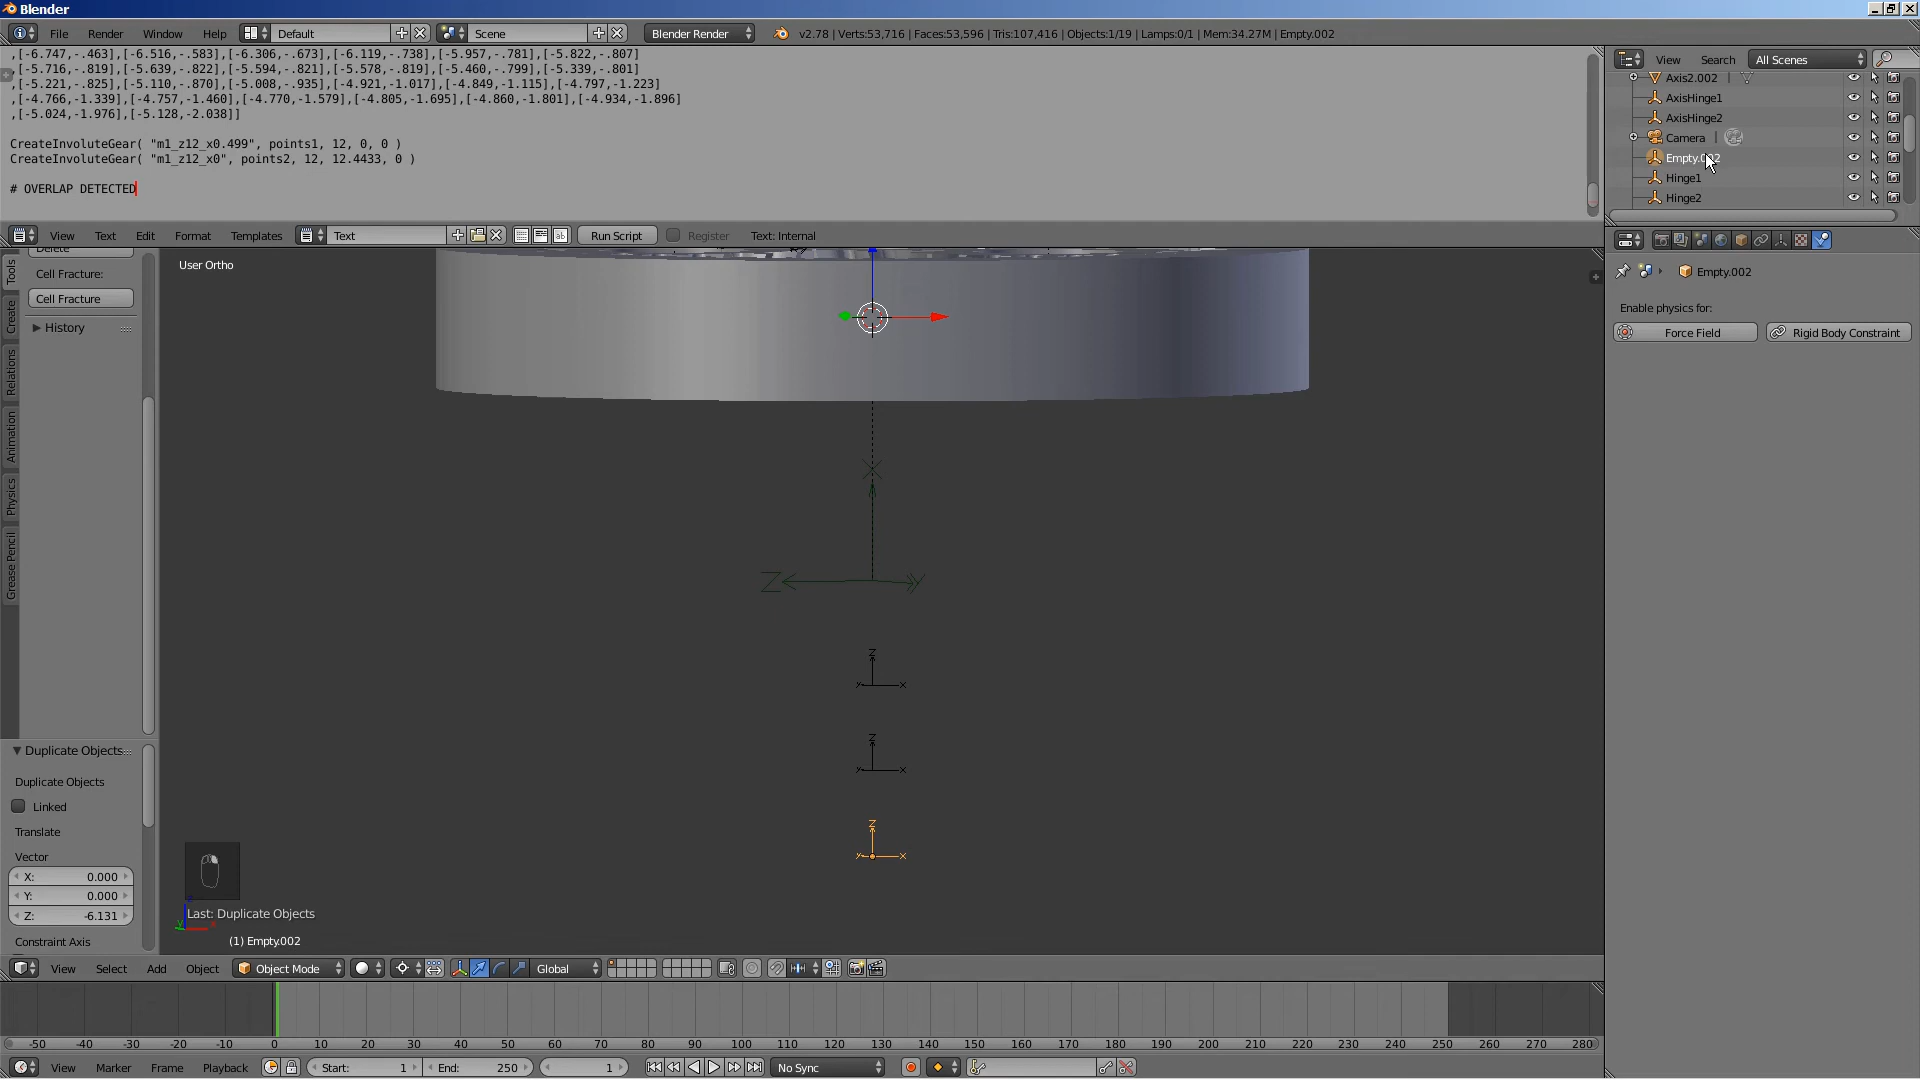 Blender
File Render Window Help Default Scene Blender Render v2.78 | Verts:53,716 | Faces:53,596 | Tris:107,416 | Objects:1/19 | Lamps:0/1 | Mem:34.27M | Empty.002
,[-6.747,-.463],[-6.516,-.583],[-6.306,-.673],[-6.119,-.738],[-5.957,-.781],[-5.822,-.807]
,[-5.716,-.819],[-5.639,-.822],[-5.594,-.821],[-5.578,-.819],[-5.460,-.799],[-5.339,-.801]
,[-5.221,-.825],[-5.110,-.870],[-5.008,-.935],[-4.921,-1.017],[-4.849,-1.115],[-4.797,-1.223]
,[-4.766,-1.339],[-4.757,-1.460],[-4.770,-1.579],[-4.805,-1.695],[-4.860,-1.801],[-4.934,-1.896]
,[-5.024,-1.976],[-5.128,-2.038]]
CreateInvoluteGear( "m1_z12_x0.499", points1, 12, 0, 0 )
CreateInvoluteGear( "m1_z12_x0", points2, 12, 12.4433, 0 )
# OVERLAP DETECTED
View Text Edit Format Templates Text Run Script Register Text: Internal
View Search All Scenes
Axis2.002
AxisHinge1
AxisHinge2
Camera
Empty.002
Hinge1
Hinge2
Empty.002
Enable physics for:
Force Field Rigid Body Constraint
Tools
Create
Relations
Animation
Physics
Grease Pencil
Delete
Cell Fracture:
Cell Fracture
History
Duplicate Objects
Duplicate Objects
Linked
Translate
Vector
X: 0.000
Y: 0.000
Z: -6.131
Constraint Axis
User Ortho
X
Z Y
Z
Y X
Z
Y X
Z
Y X
Last: Duplicate Objects
(1) Empty.002
View Select Add Object Object Mode Global
-50 -40 -30 -20 -10 0 10 20 30 40 50 60 70 80 90 100 110 120 130 140 150 160 170 180 190 200 210 220 230 240 250 260 270 280
View Marker Frame Playback Start: 1 End: 250 1 No Sync